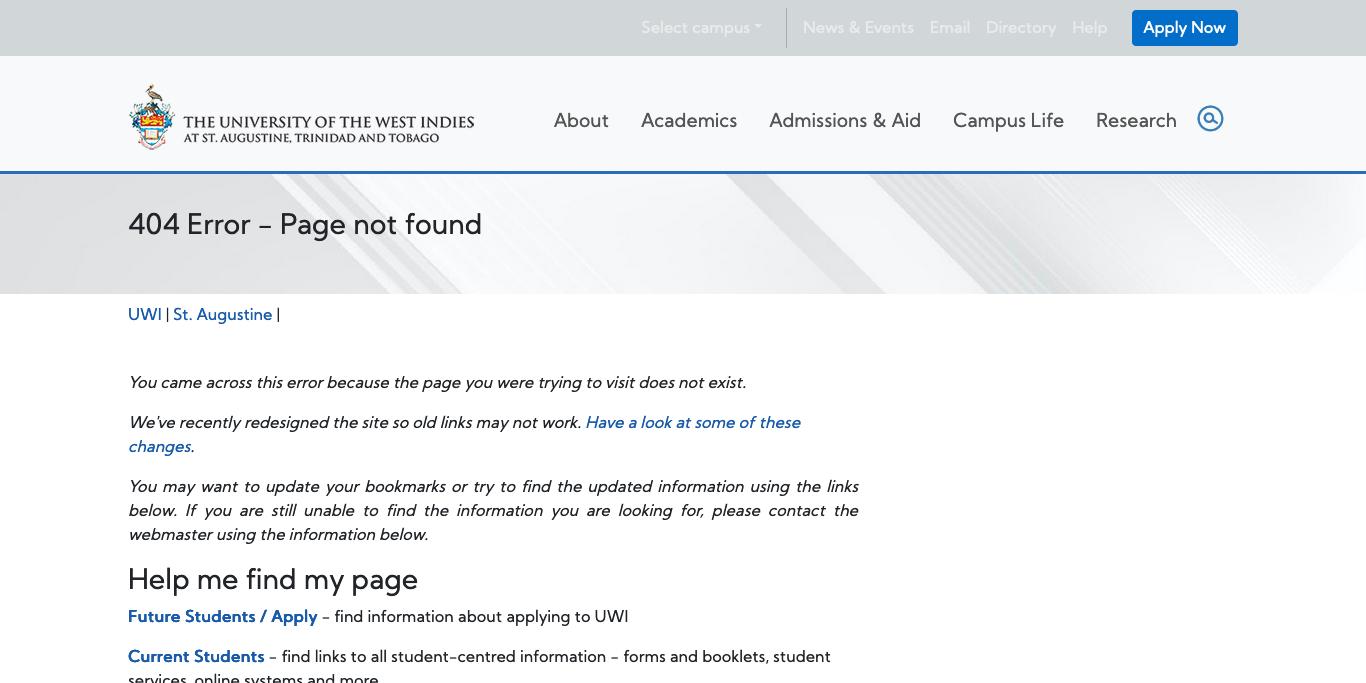 Select campus
News & Events
Email
Directory
Help
Apply Now
THE UNIVERSITY OF THE WEST INDIES
AT ST. AUGUSTINE, TRINIDAD AND TOBAGO
About
Academics
Admissions & Aid
Campus Life
Research
404 Error - Page not found
UWI | St. Augustine |
You came across this error because the page you were trying to visit does not exist.
We've recently redesigned the site so old links may not work. Have a look at some of these
changes.
You may want to update your bookmarks or try to find the updated information using the links
below. If you are still unable to find the information you are looking for, please contact the
webmaster using the information below.
Help me find my page
Future Students / Apply - find information about applying to UWI
Current Students - find links to all student-centred information - forms and booklets, student
services, online systems and more